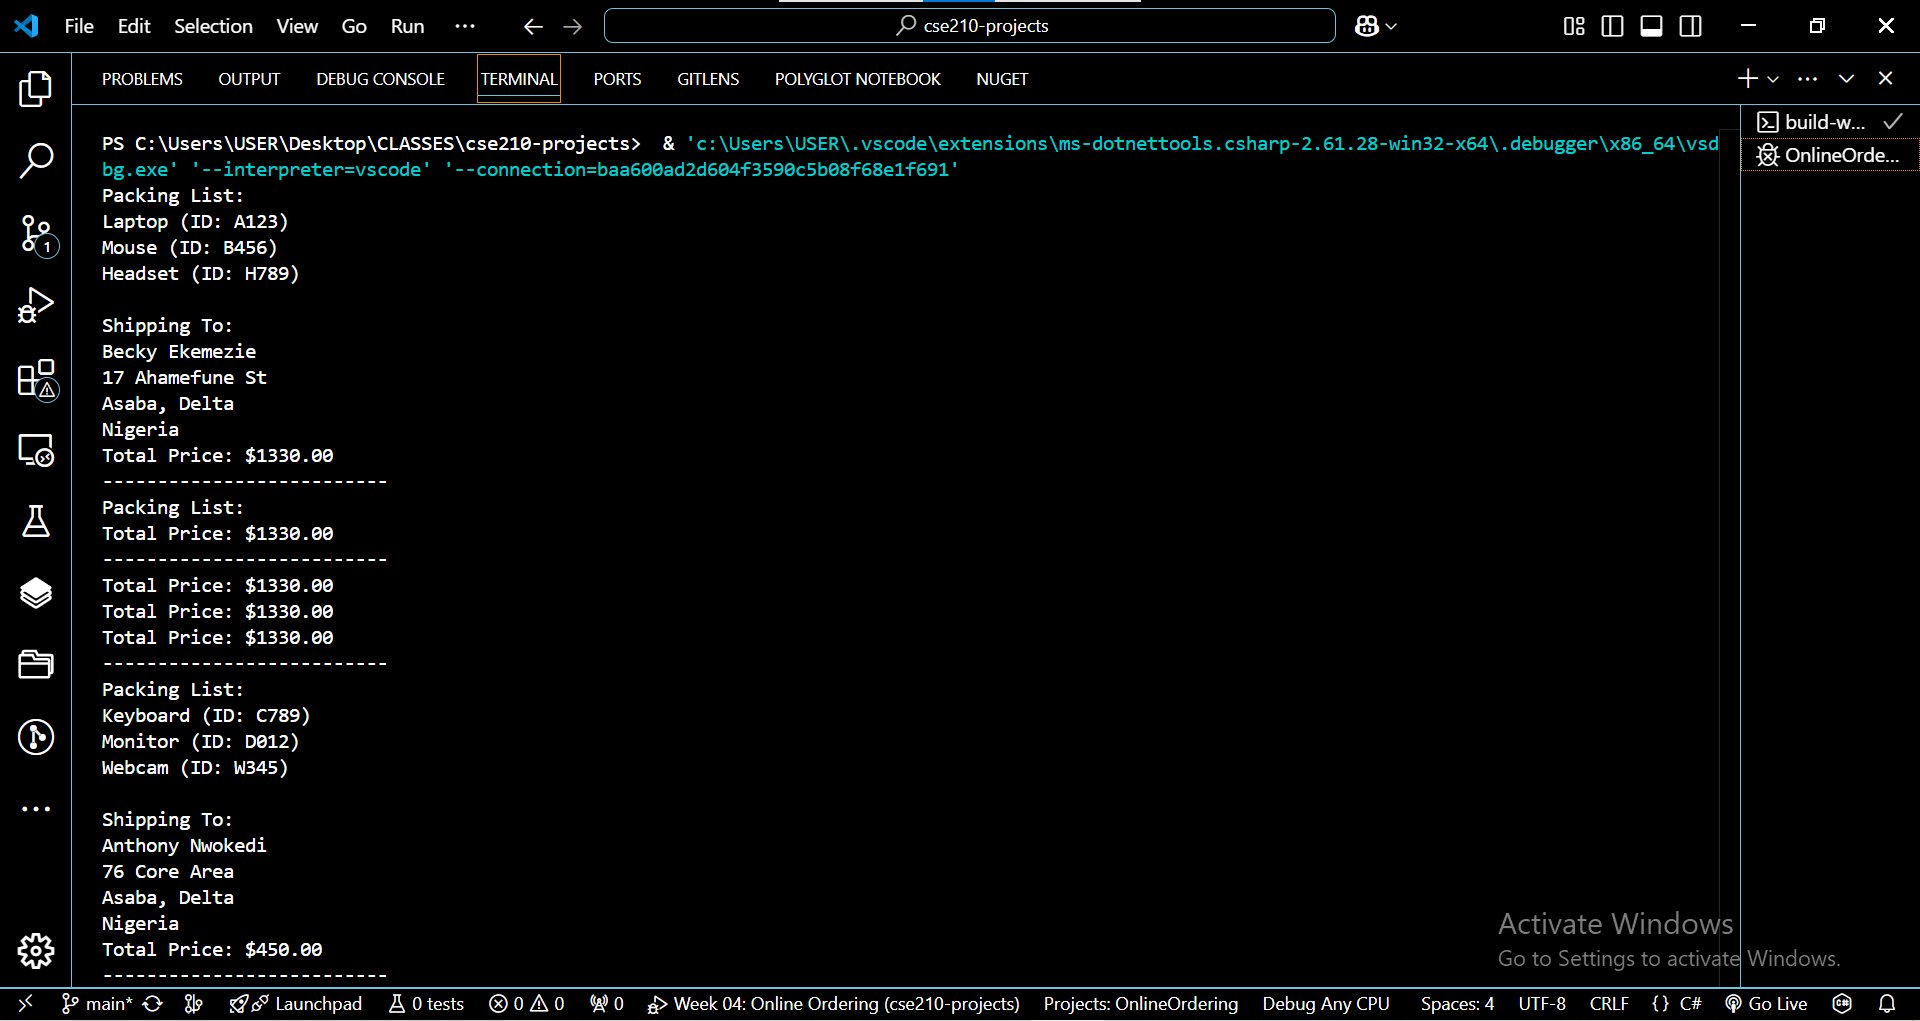 File Edit Selection View Go Run ··· cse210-projects
PROBLEMS OUTPUT DEBUG CONSOLE TERMINAL PORTS GITLENS POLYGLOT NOTEBOOK NUGET
PS C:\Users\USER\Desktop\CLASSES\cse210-projects>  & 'c:\Users\USER\.vscode\extensions\ms-dotnettools.csharp-2.61.28-win32-x64\.debugger\x86_64\vsd
bg.exe' '--interpreter=vscode' '--connection=baa600ad2d604f3590c5b08f68e1f691'
Packing List:
Laptop (ID: A123)
Mouse (ID: B456)
Headset (ID: H789)
Shipping To:
Becky Ekemezie
17 Ahamefune St
Asaba, Delta
Nigeria
Total Price: $1330.00
--------------------------
Packing List:
Total Price: $1330.00
--------------------------
Total Price: $1330.00
Total Price: $1330.00
Total Price: $1330.00
--------------------------
Packing List:
Keyboard (ID: C789)
Monitor (ID: D012)
Webcam (ID: W345)
Shipping To:
Anthony Nwokedi
76 Core Area
Asaba, Delta
Nigeria
Total Price: $450.00
--------------------------
build-w...
OnlineOrde...
1
Activate Windows
Go to Settings to activate Windows.
main* Launchpad 0 tests 0 0 0 Week 04: Online Ordering (cse210-projects) Projects: OnlineOrdering Debug Any CPU Spaces: 4 UTF-8 CRLF {} C# Go Live